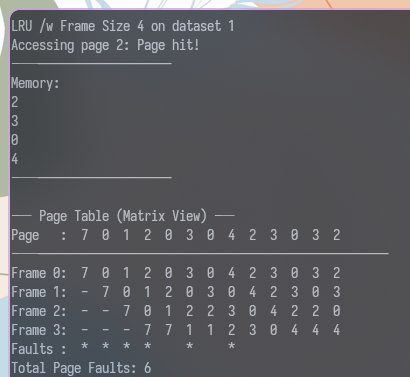 LRU /w Frame Size 4 on dataset 1
Accessing page 2: Page hit!
Memory:
2
3
0
4
── Page Table (Matrix View) ──
Page   :  7  0  1  2  0  3  0  4  2  3  0  3  2
Frame 0:  7  0  1  2  0  3  0  4  2  3  0  3  2
Frame 1:  -  7  0  1  2  0  3  0  4  2  3  0  3
Frame 2:  -  -  7  0  1  2  2  3  0  4  2  2  0
Frame 3:  -  -  -  7  7  1  1  2  3  0  4  4  4
Faults :  *  *  *  *     *     *
Total Page Faults: 6